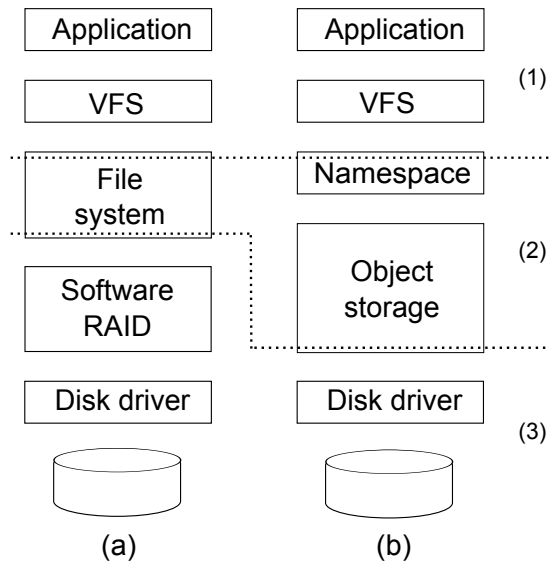 Application
Application
(1)
VFS
VFS
File
system
Namespace
(2)
Object
storage
Software
RAID
Disk driver
Disk driver
(3)
(a)
(b)